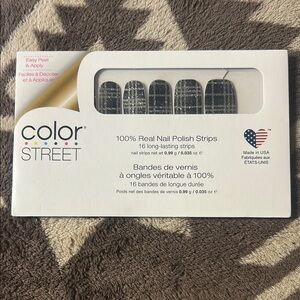 Easy Peel
& Apply
Faciles à Décoller
et à Appliquer
color
STREET
100% Real Nail Polish Strips
16 long-lasting strips
nail strips net wt 0.99 g / 0.035 oz ℮
Bandes de vernis
à ongles véritable à 100%
16 bandes de longue durée
Poids net des bandes de vernis 0.99 g / 0.035 oz ℮
Made in USA
Fabriquées aux
ÉTATS-UNIS